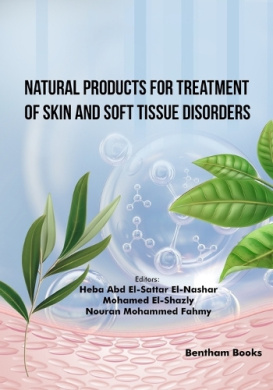 NATURAL PRODUCTS FOR TREATMENT
OF SKIN AND SOFT TISSUE DISORDERS
Editors:
Heba Abd El-Sattar El-Nashar
Mohamed El-Shazly
Nouran Mohammed Fahmy
Bentham Books